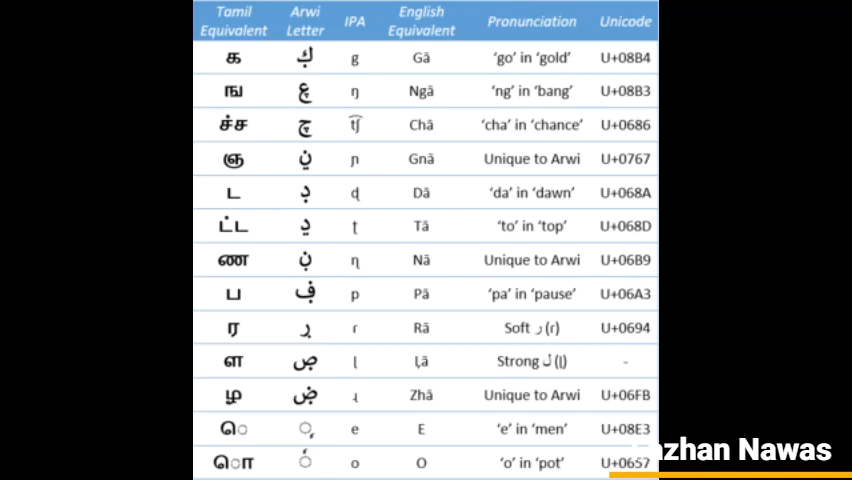 Tamil Equivalent Arwi Letter IPA English Equivalent Pronunciation Unicode
க ࢴ g Gā ‘go’ in ‘gold’ U+08B4
ங ࢳ ŋ Ngā ‘ng’ in ‘bang’ U+08B3
ச்ச چ t͡ʃ Chā ‘cha’ in ‘chance’ U+0686
ஞ ݧ ɲ Gnā Unique to Arwi U+0767
ட ڊ ɖ Dā ‘da’ in ‘dawn’ U+068A
ட்ட ڍ ʈ Tā ‘to’ in ‘top’ U+068D
ண ڹ ɳ Nā Unique to Arwi U+06B9
ப ڣ p Pā ‘pa’ in ‘pause’ U+06A3
ர ڔ ɾ Rā Soft ر (ɾ) U+0694
ள ۻ ɭ Ḷā Strong ل (ɭ) -
ழ ۻ ɻ Zhā Unique to Arwi U+06FB
ெ ࣣ e E ‘e’ in ‘men’ U+08E3
ொ ٗ o O ‘o’ in ‘pot’ U+0657
Nawas